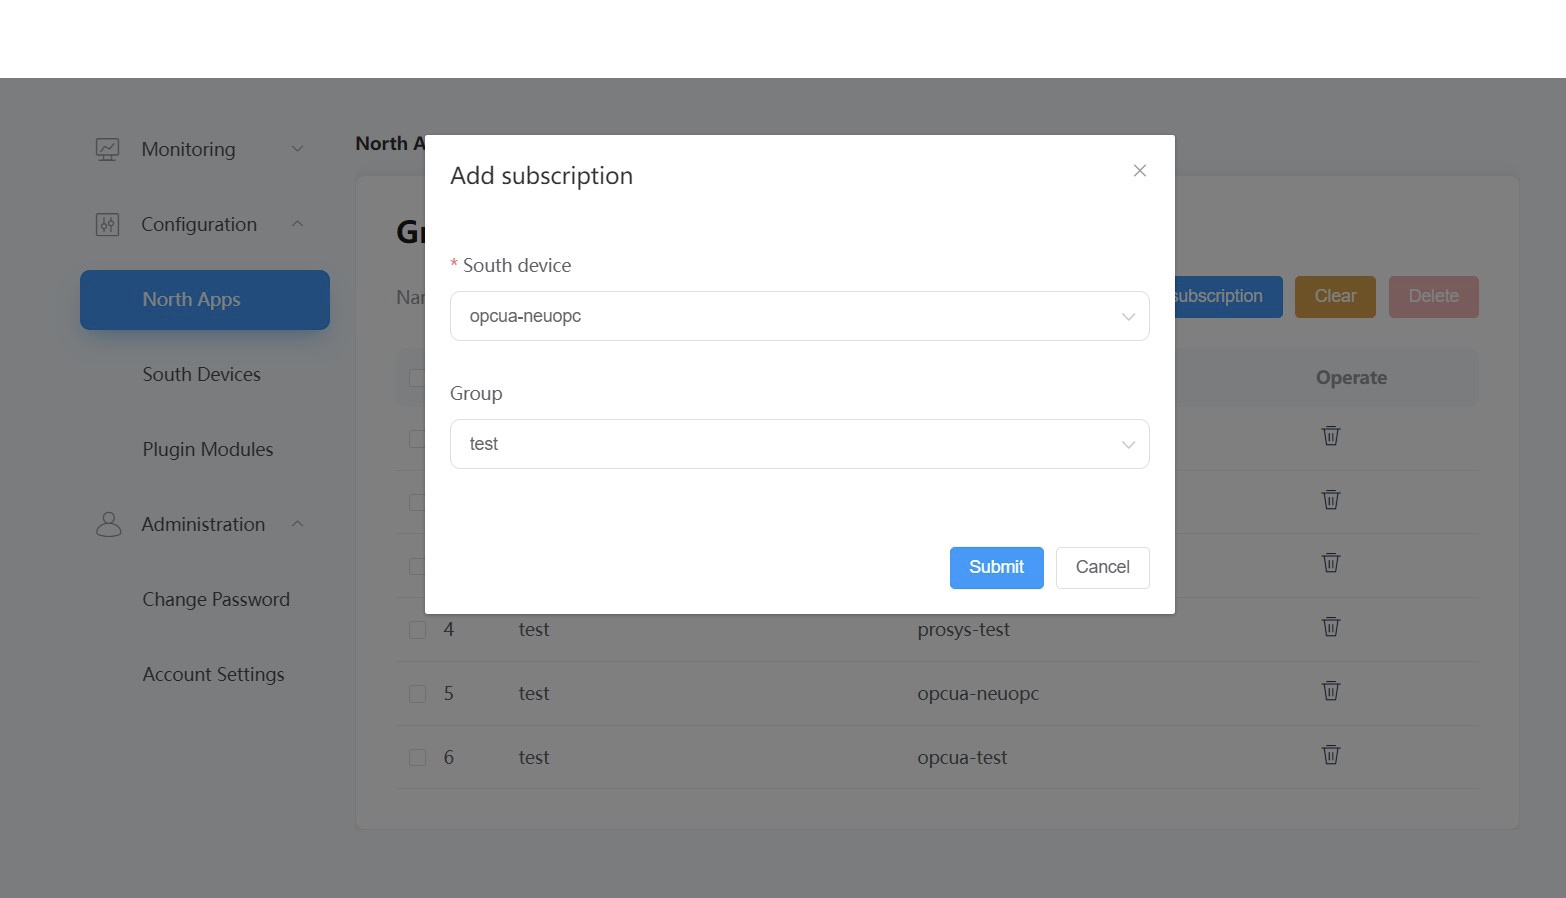 Monitoring
North A
Add subscription
Configuration
* South device
North Apps
opcua-neuopc
subscription
Clear
Delete
South Devices
Group
Operate
Plugin Modules
test
Administration
Submit
Cancel
Change Password
4 test prosys-test
Account Settings
5 test opcua-neuopc
6 test opcua-test